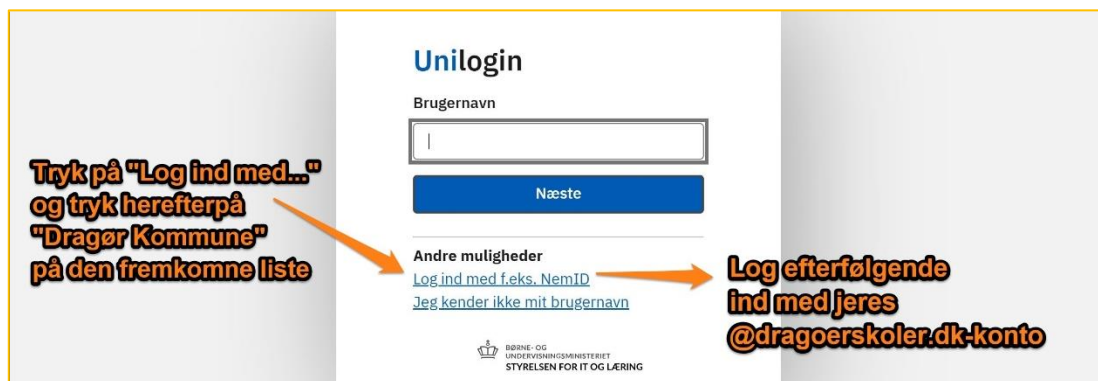 Unilogin
Brugernavn
Næste
Tryk på "Log ind med..."
og tryk herefterpå
"Dragør Kommune"
på den fremkomne liste
Andre muligheder
Log ind med f.eks. NemID
Jeg kender ikke mit brugernavn
Log efterfølgende
ind med jeres
@dragoerskoler.dk-konto
BØRNE- OG
UNDERVISNINGSMINISTERIET
STYRELSEN FOR IT OG LÆRING